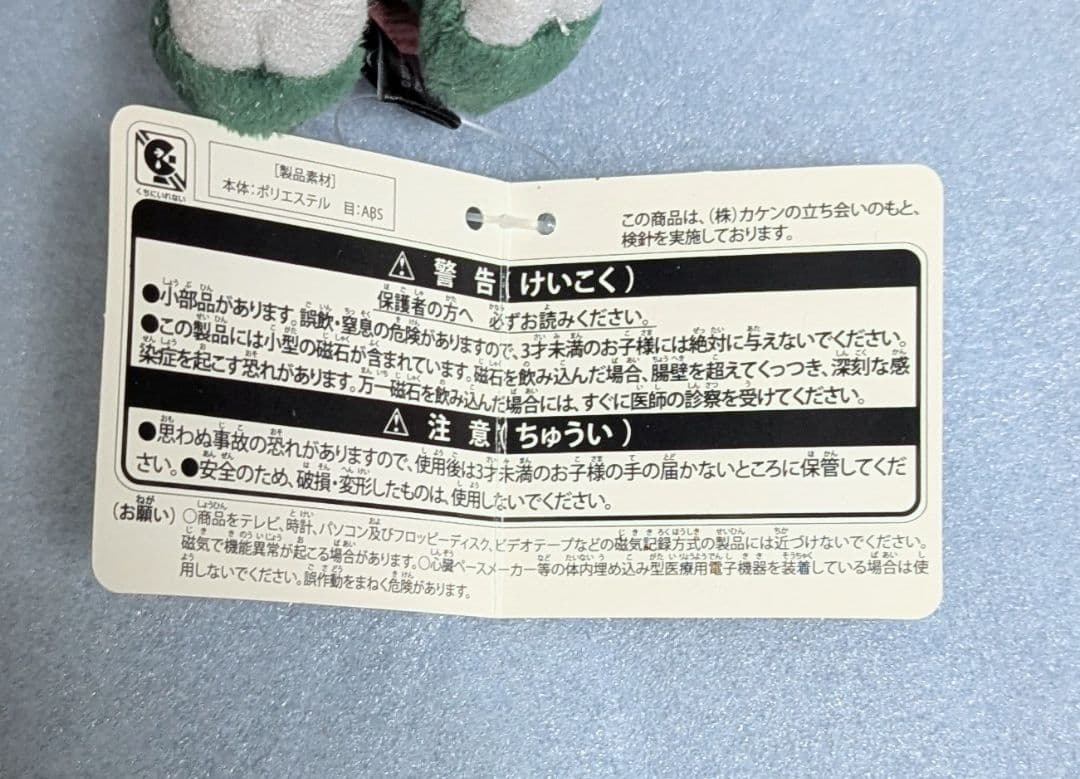 くちにいれない
[製品素材]
本体:ポリエステル 目:ABS
この商品は、(株)カケンの立ち会いのもと、
検針を実施しております。
⚠ 警告(けいこく)
保護者の方へ 必ずお読みください。
●小部品があります。誤飲・窒息の危険がありますので、3才未満のお子様には絶対に与えないでください。
●この製品には小型の磁石が含まれています。磁石を飲み込んだ場合、腸壁を超えてくっつき、深刻な感
染症を起こす恐れがあります。万一磁石を飲み込んだ場合には、すぐに医師の診察を受けてください。
⚠ 注意(ちゅうい)
●思わぬ事故の恐れがありますので、使用後は3才未満のお子様の手の届かないところに保管してくだ
さい。●安全のため、破損・変形したものは、使用しないでください。
(お願い)○商品をテレビ、時計、パソコン及びフロッピーディスク、ビデオテープなどの磁気記録方式の製品には近づけないでください。
磁気で機能異常が起こる場合があります。○心臓ペースメーカー等の体内埋め込み型医療用電子機器を装着している場合は使
用しないでください。誤作動をまねく危険があります。